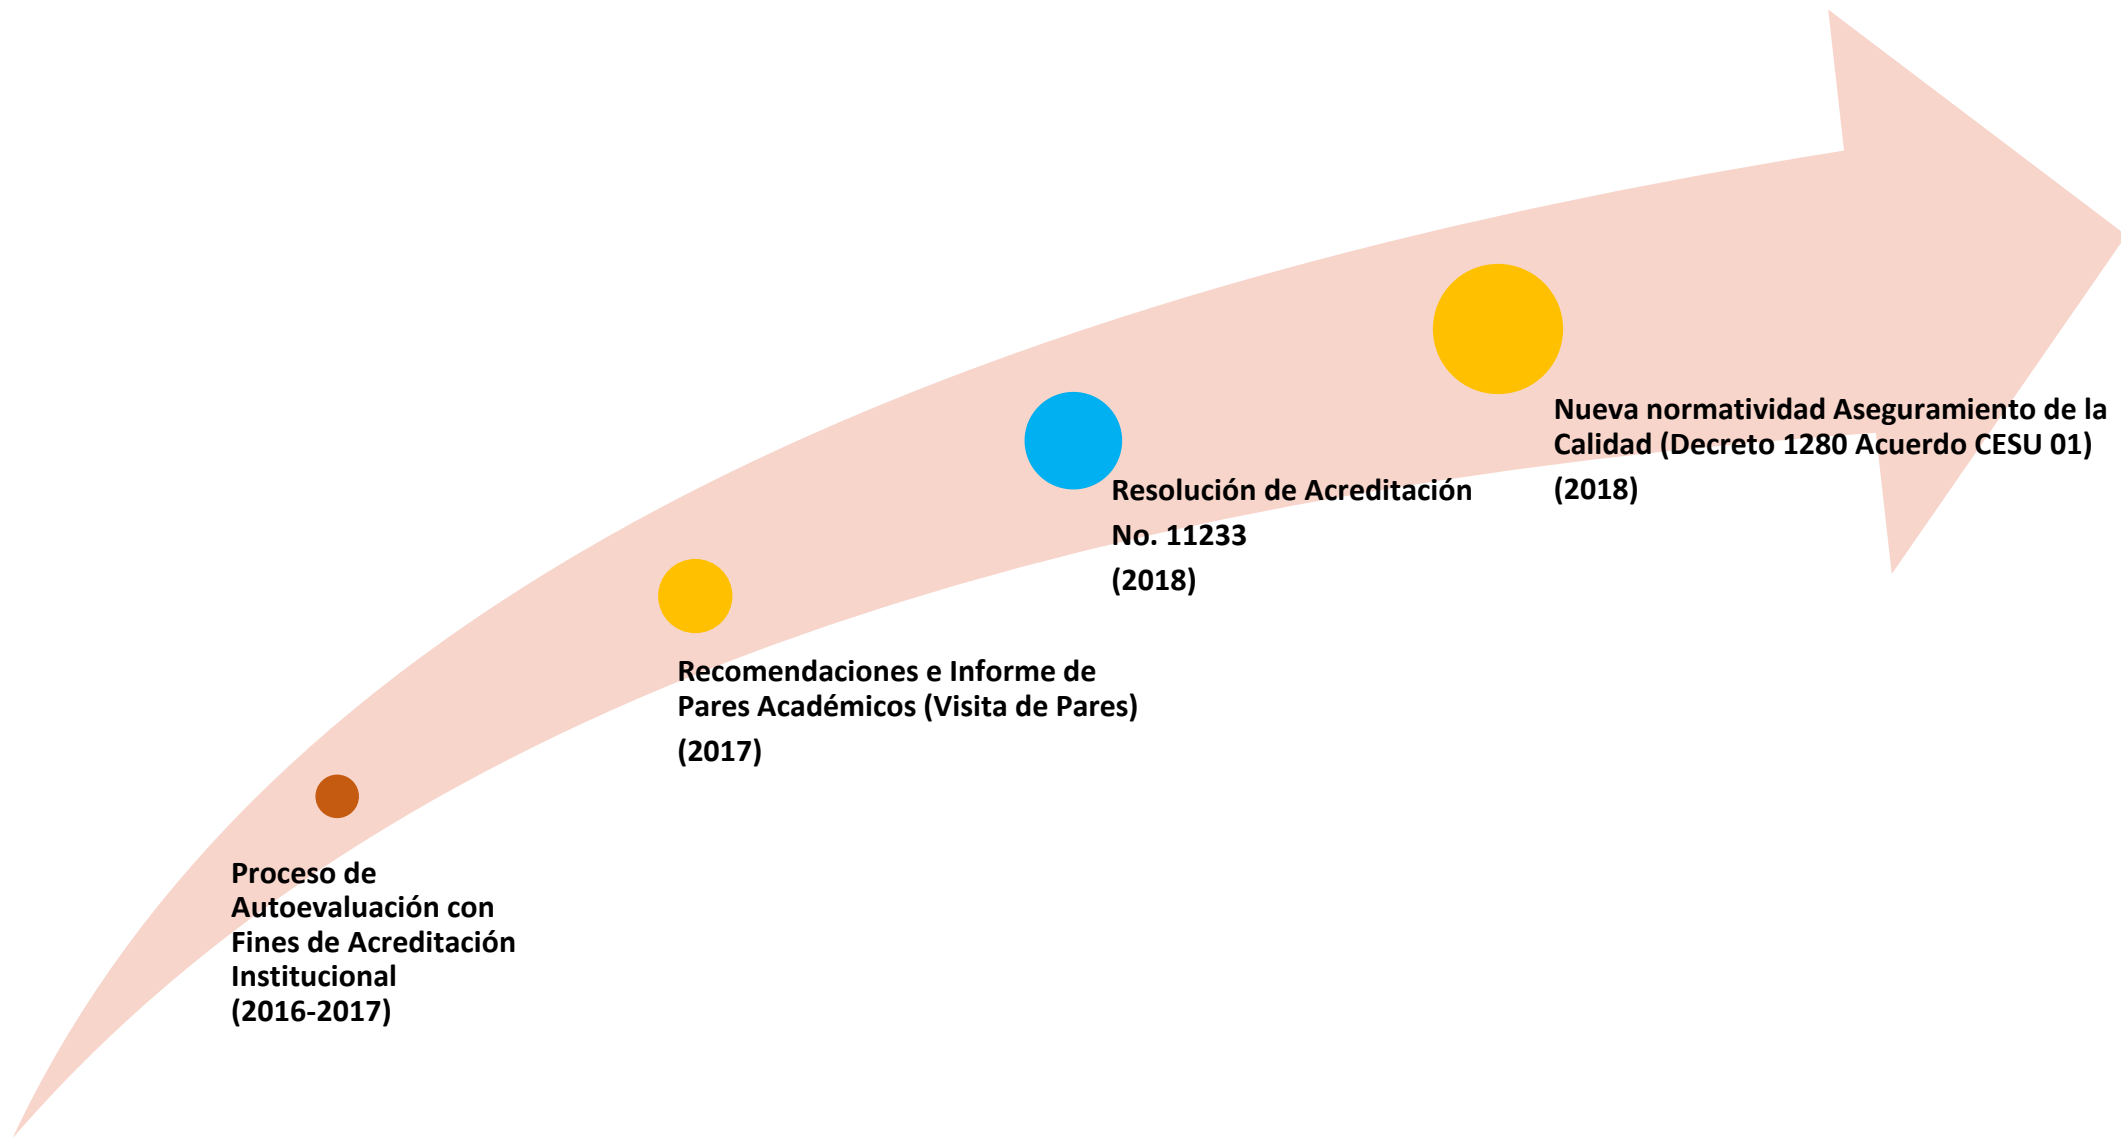 Proceso de
Autoevaluación con
Fines de Acreditación
Institucional
(2016-2017)
Recomendaciones e Informe de
Pares Académicos (Visita de Pares)
(2017)
Resolución de Acreditación
No. 11233
(2018)
Nueva normatividad Aseguramiento de la
Calidad (Decreto 1280 Acuerdo CESU 01)
(2018)